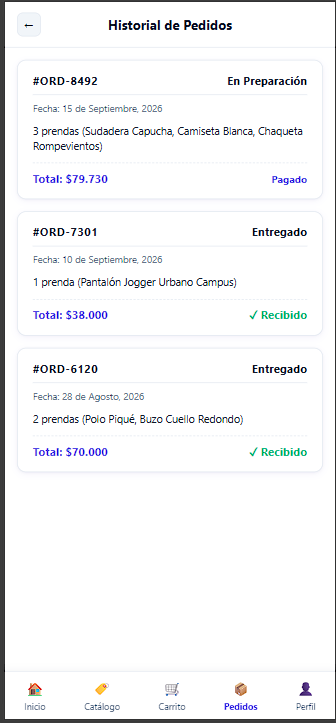 ←
Historial de Pedidos
#ORD-8492 En Preparación
Fecha: 15 de Septiembre, 2026
3 prendas (Sudadera Capucha, Camiseta Blanca, Chaqueta
Rompevientos)
Total: $79.730 Pagado
#ORD-7301 Entregado
Fecha: 10 de Septiembre, 2026
1 prenda (Pantalón Jogger Urbano Campus)
Total: $38.000 ✓ Recibido
#ORD-6120 Entregado
Fecha: 28 de Agosto, 2026
2 prendas (Polo Piqué, Buzo Cuello Redondo)
Total: $70.000 ✓ Recibido
Inicio Catálogo Carrito Pedidos Perfil